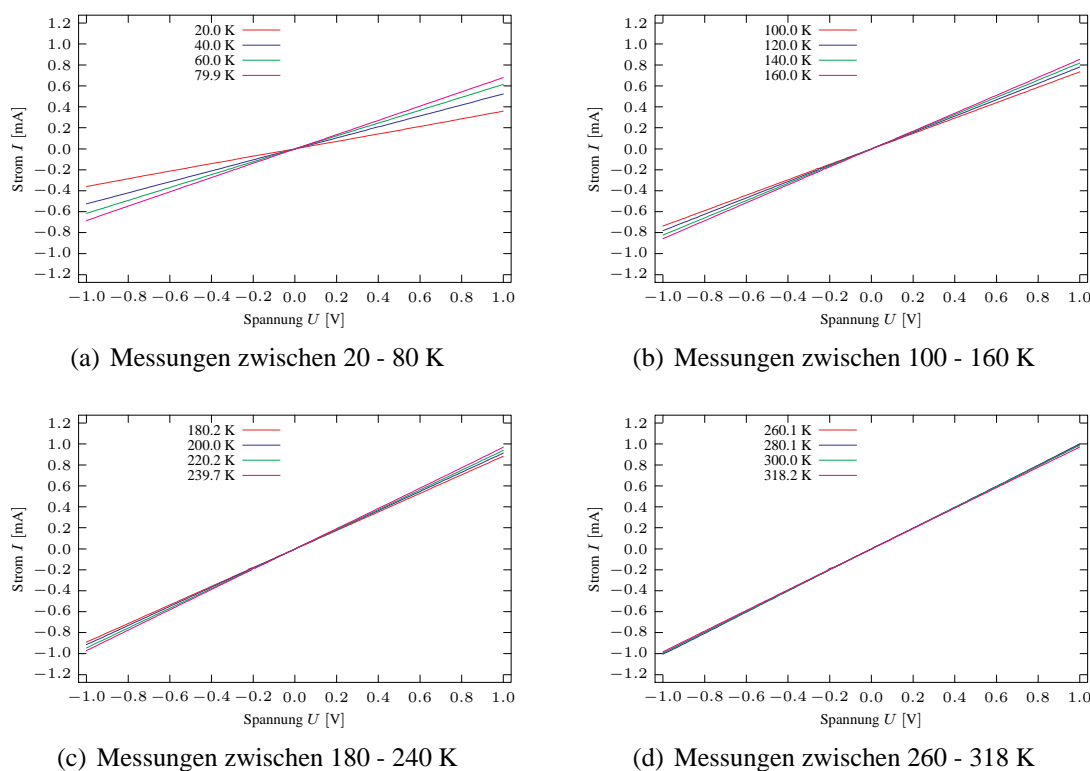 1.2
1.0
0.8
0.6
0.4
0.2
0.0
−0.2
−0.4
−0.6
−0.8
−1.0
−1.2
Strom I [mA]
20.0 K
40.0 K
60.0 K
79.9 K
−1.0 −0.8 −0.6 −0.4 −0.2 0.0 0.2 0.4 0.6 0.8 1.0
Spannung U [V]
(a) Messungen zwischen 20 - 80 K
1.2
1.0
0.8
0.6
0.4
0.2
0.0
−0.2
−0.4
−0.6
−0.8
−1.0
−1.2
Strom I [mA]
100.0 K
120.0 K
140.0 K
160.0 K
−1.0 −0.8 −0.6 −0.4 −0.2 0.0 0.2 0.4 0.6 0.8 1.0
Spannung U [V]
(b) Messungen zwischen 100 - 160 K
1.2
1.0
0.8
0.6
0.4
0.2
0.0
−0.2
−0.4
−0.6
−0.8
−1.0
−1.2
Strom I [mA]
180.2 K
200.0 K
220.2 K
239.7 K
−1.0 −0.8 −0.6 −0.4 −0.2 0.0 0.2 0.4 0.6 0.8 1.0
Spannung U [V]
(c) Messungen zwischen 180 - 240 K
1.2
1.0
0.8
0.6
0.4
0.2
0.0
−0.2
−0.4
−0.6
−0.8
−1.0
−1.2
Strom I [mA]
260.1 K
280.1 K
300.0 K
318.2 K
−1.0 −0.8 −0.6 −0.4 −0.2 0.0 0.2 0.4 0.6 0.8 1.0
Spannung U [V]
(d) Messungen zwischen 260 - 318 K